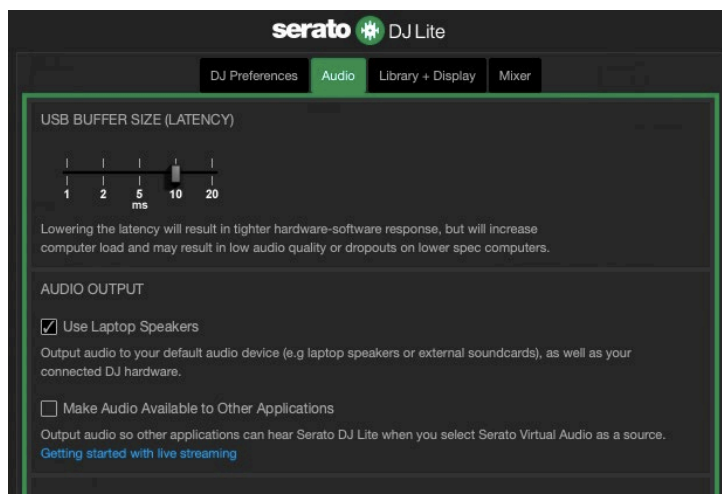 serato DJ Lite
DJ Preferences Audio Library + Display Mixer
USB BUFFER SIZE (LATENCY)
1 2 5 10 20
ms
Lowering the latency will result in tighter hardware-software response, but will increase
computer load and may result in low audio quality or dropouts on lower spec computers.
AUDIO OUTPUT
Use Laptop Speakers
Output audio to your default audio device (e.g laptop speakers or external soundcards), as well as your
connected DJ hardware.
Make Audio Available to Other Applications
Output audio so other applications can hear Serato DJ Lite when you select Serato Virtual Audio as a source.
Getting started with live streaming